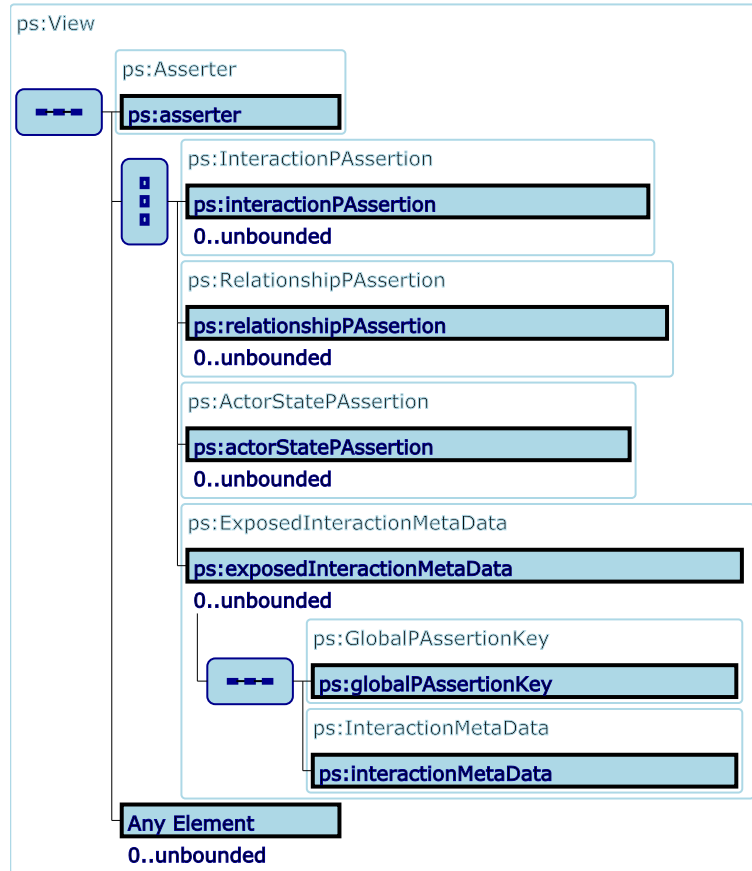 ps:View
ps:Asserter
ps:asserter
ps:InteractionPAssertion
ps:interactionPAssertion
0..unbounded
ps:RelationshipPAssertion
ps:relationshipPAssertion
0..unbounded
ps:ActorStatePAssertion
ps:actorStatePAssertion
0..unbounded
ps:ExposedInteractionMetaData
ps:exposedInteractionMetaData
0..unbounded
ps:GlobalPAssertionKey
ps:globalPAssertionKey
ps:InteractionMetaData
ps:interactionMetaData
Any Element
0..unbounded